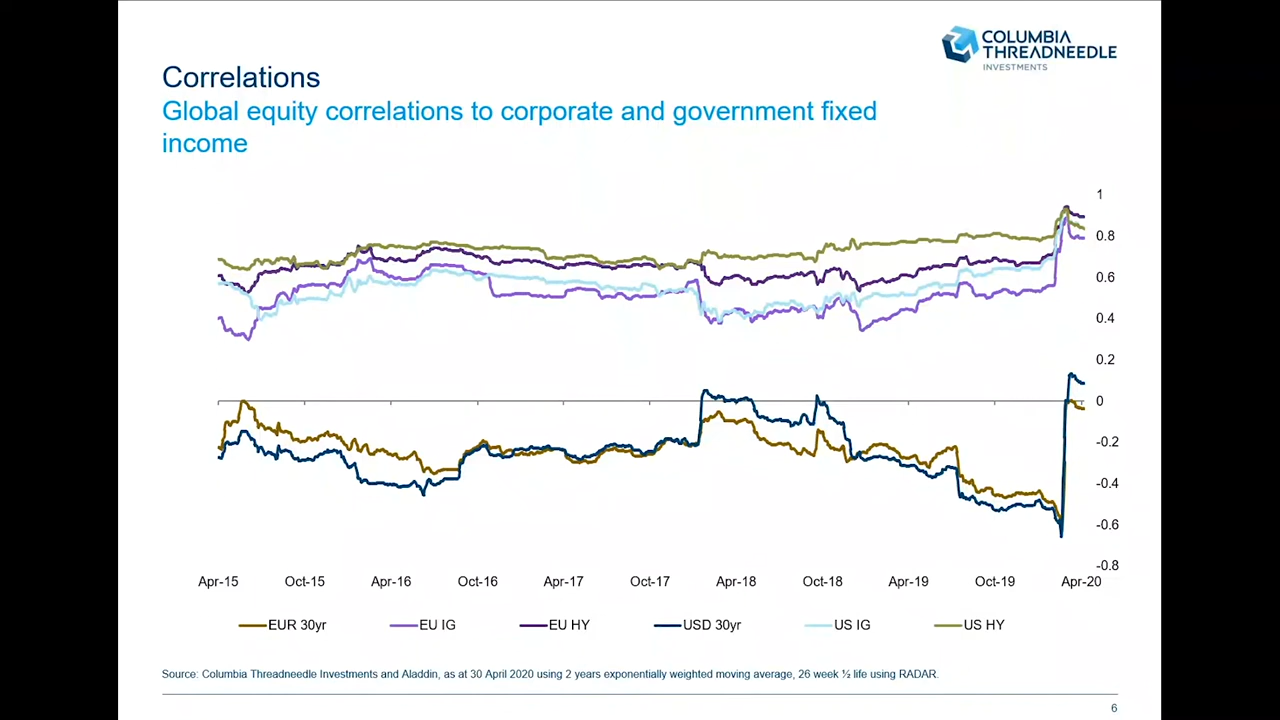 COLUMBIA
THREADNEEDLE
INVESTMENTS
Correlations
Global equity correlations to corporate and government fixed
income
1
0.8
0.6
0.4
0.2
0
-0.2
-0.4
-0.6
-0.8
Apr-15 Oct-15 Apr-16 Oct-16 Apr-17 Oct-17 Apr-18 Oct-18 Apr-19 Oct-19 Apr-20
EUR 30yr EU IG EU HY USD 30yr US IG US HY
Source: Columbia Threadneedle Investments and Aladdin, as at 30 April 2020 using 2 years exponentially weighted moving average, 26 week ½ life using RADAR.
6